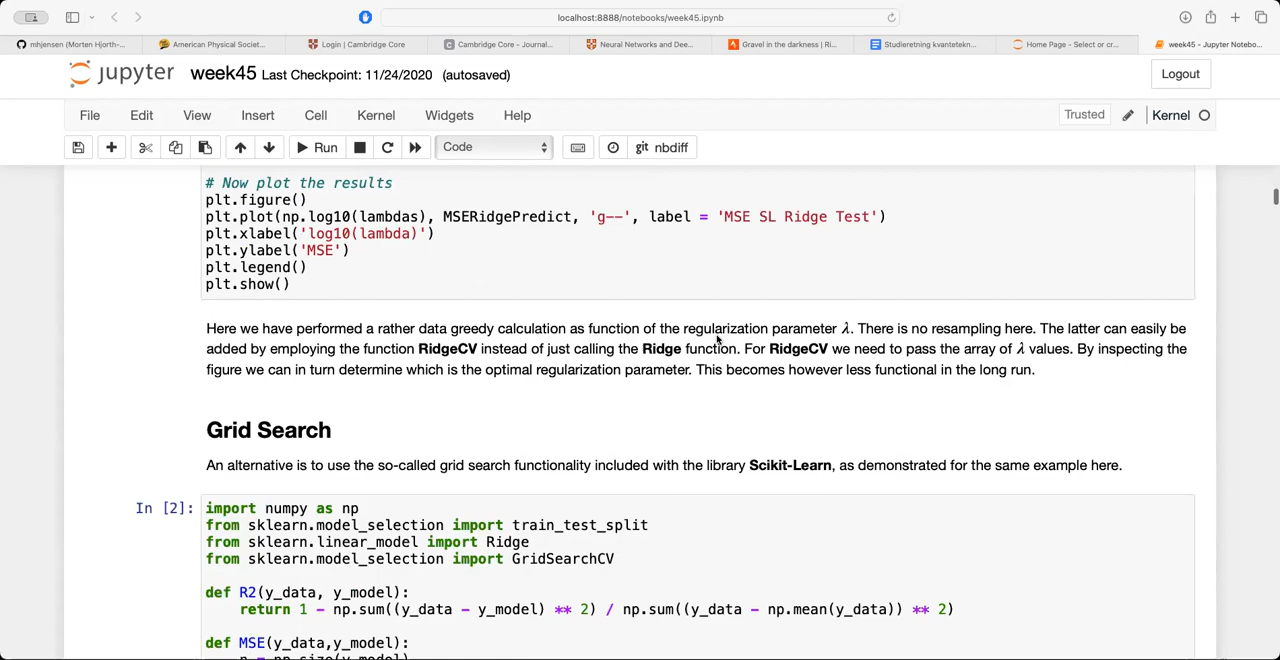 localhost:8888/notebooks/week45.ipynb
mhjensen (Morten Hjorth-... American Physical Societ... Login | Cambridge Core Cambridge Core - Journal... Neural Networks and Dee... Gravel in the darkness | Ri... Studieretning kvantetekn... Home Page - Select or cr... week45 - Jupyter Notebo...
jupyter week45 Last Checkpoint: 11/24/2020 (autosaved) Logout
File Edit View Insert Cell Kernel Widgets Help Trusted Kernel
Run Code git nbdiff
# Now plot the results
plt.figure()
plt.plot(np.log10(lambdas), MSERidgePredict, 'g--', label = 'MSE SL Ridge Test')
plt.xlabel('log10(lambda)')
plt.ylabel('MSE')
plt.legend()
plt.show()
Here we have performed a rather data greedy calculation as function of the regularization parameter λ. There is no resampling here. The latter can easily be
added by employing the function RidgeCV instead of just calling the Ridge function. For RidgeCV we need to pass the array of λ values. By inspecting the
figure we can in turn determine which is the optimal regularization parameter. This becomes however less functional in the long run.
Grid Search
An alternative is to use the so-called grid search functionality included with the library Scikit-Learn, as demonstrated for the same example here.
In [2]: import numpy as np
from sklearn.model_selection import train_test_split
from sklearn.linear_model import Ridge
from sklearn.model_selection import GridSearchCV
def R2(y_data, y_model):
return 1 - np.sum((y_data - y_model) ** 2) / np.sum((y_data - np.mean(y_data)) ** 2)
def MSE(y_data,y_model):
n = np.size(y_model)